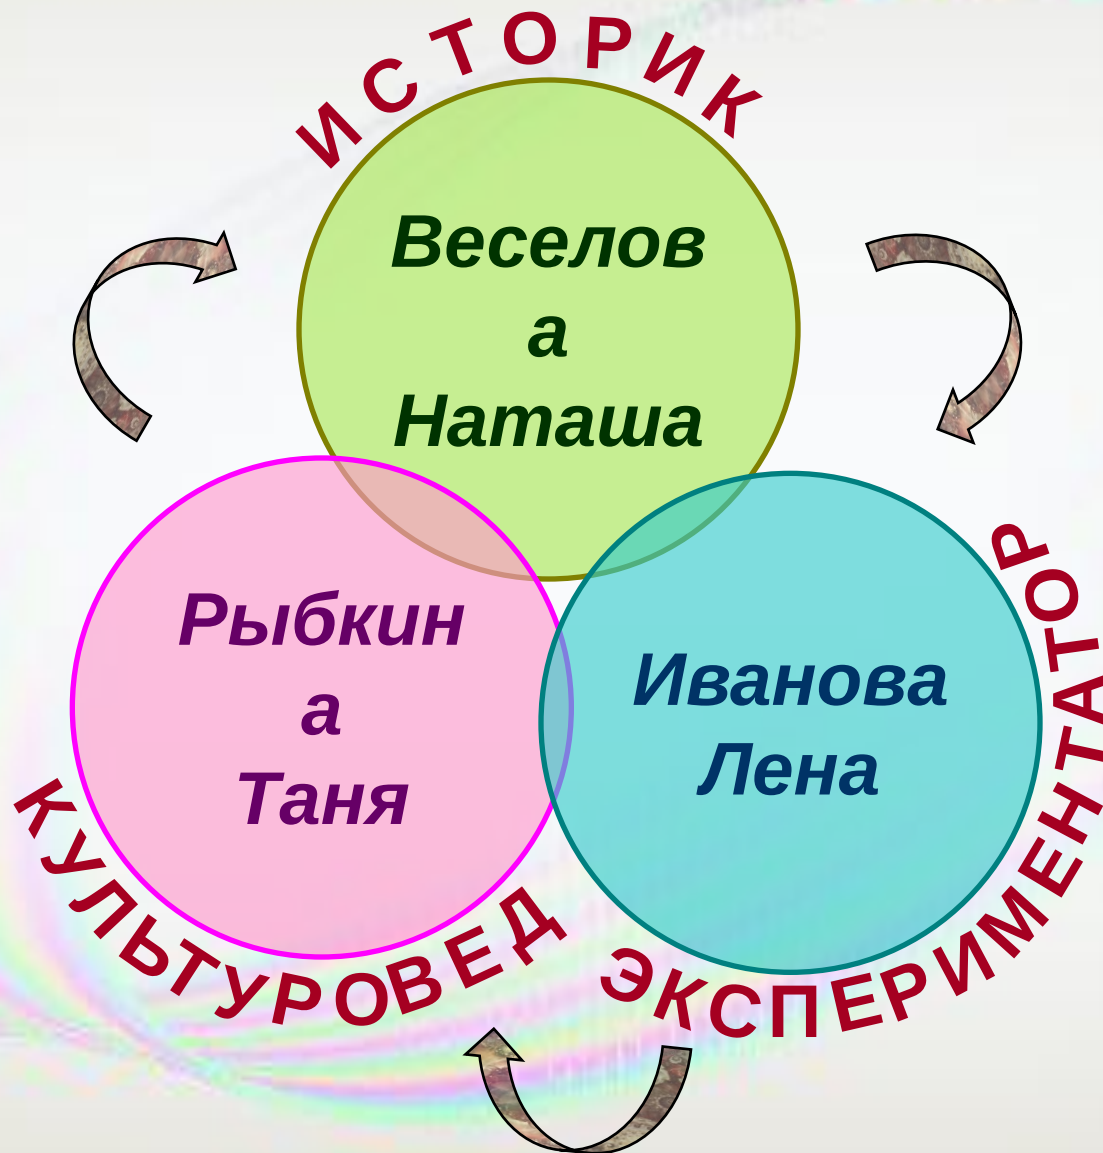 ИСТОРИК
Веселов
а
Наташа
Рыбкин
а
Таня
Иванова
Лена
КУЛЬТУРОВЕД
ЭКСПЕРИМЕНТАТОР